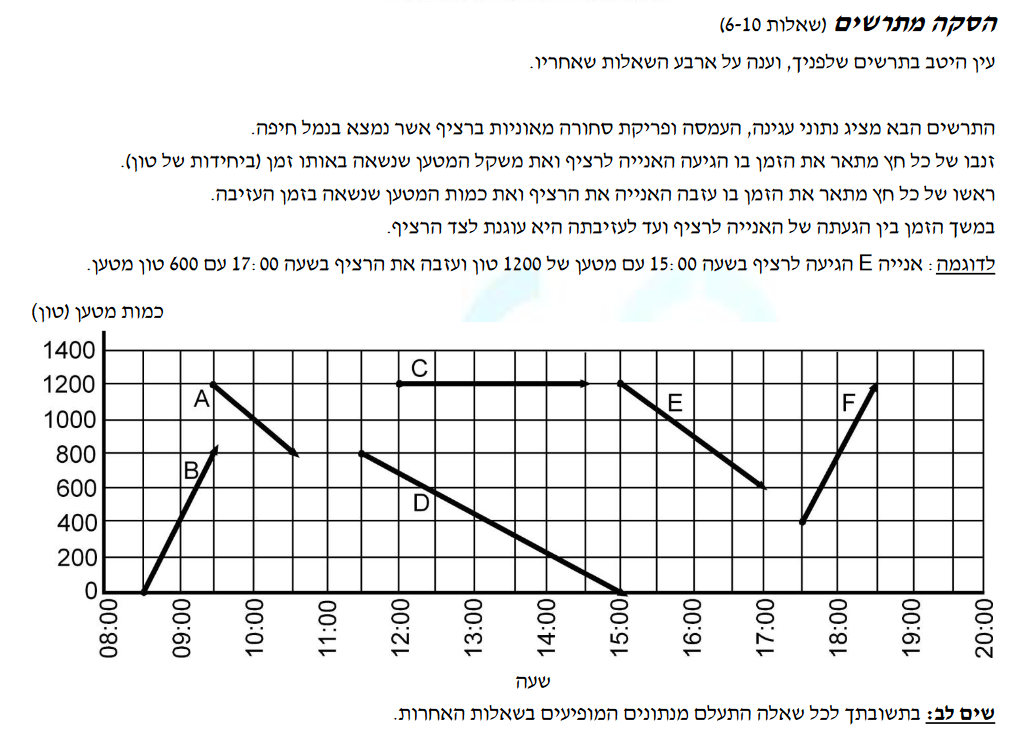 הסקה מתרשים (שאלות 6-10)
עין היטב בתרשים שלפניך, וענה על ארבע השאלות שאחריו.
התרשים הבא מציג נתוני עגינה, העמסה ופריקת סחורה מאוניות ברציף אשר נמצא בנמל חיפה.
זנבו של כל חץ מתאר את הזמן בו הגיעה האנייה לרציף ואת משקל המטען שנשאה באותו זמן (ביחידות של טון).
ראשו של כל חץ מתאר את הזמן בו עזבה האנייה את הרציף ואת כמות המטען שנשאה בזמן העזיבה.
במשך הזמן בין הגעתה של האנייה לרציף ועד לעזיבתה היא עוגנת לצד הרציף.
לדוגמה: אנייה E הגיעה לרציף בשעה 15:00 עם מטען של 1200 טון ועזבה את הרציף בשעה 17:00 עם 600 טון מטען.
כמות מטען (טון)
1400
1200
1000
800
600
400
200
0
A
B
C
D
E
F
08:00
09:00
10:00
11:00
12:00
13:00
14:00
15:00
16:00
17:00
18:00
19:00
20:00
שעה
שים לב: בתשובתך לכל שאלה התעלם מנתונים המופיעים בשאלות האחרות.